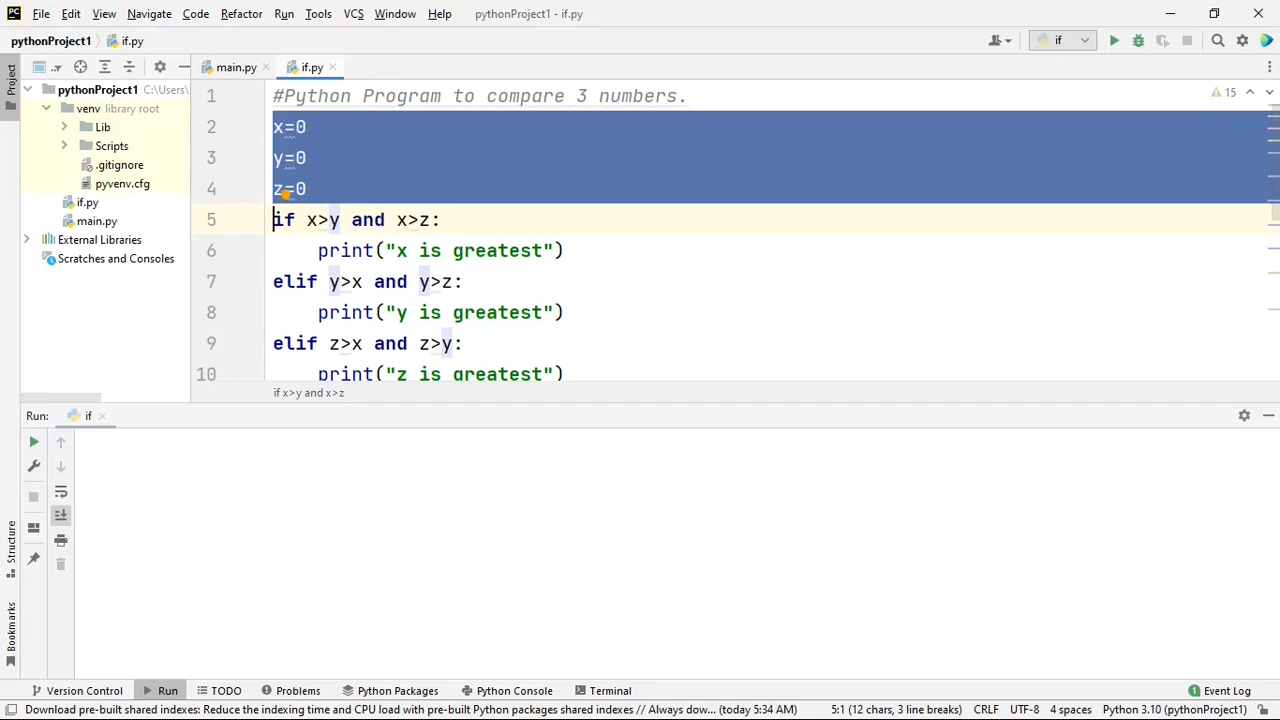 PC File Edit View Navigate Code Refactor Run Tools VCS Window Help pythonProject1 - if.py
pythonProject1 if.py if
Project
main.py if.py
pythonProject1 C:\Users\
venv library root
Lib
Scripts
.gitignore
pyvenv.cfg
if.py
main.py
External Libraries
Scratches and Consoles
15
1 #Python Program to compare 3 numbers.
2 x=0
3 y=0
4 z=0
5 if x>y and x>z:
6 print("x is greatest")
7 elif y>x and y>z:
8 print("y is greatest")
9 elif z>x and z>y:
10 print("z is greatest")
if x>y and x>z
Run: if
Structure
Bookmarks
Version Control Run TODO Problems Python Packages Python Console Terminal 1 Event Log
Download pre-built shared indexes: Reduce the indexing time and CPU load with pre-built Python packages shared indexes // Always dow... (today 5:34 AM) 5:1 (12 chars, 3 line breaks) CRLF UTF-8 4 spaces Python 3.10 (pythonProject1)